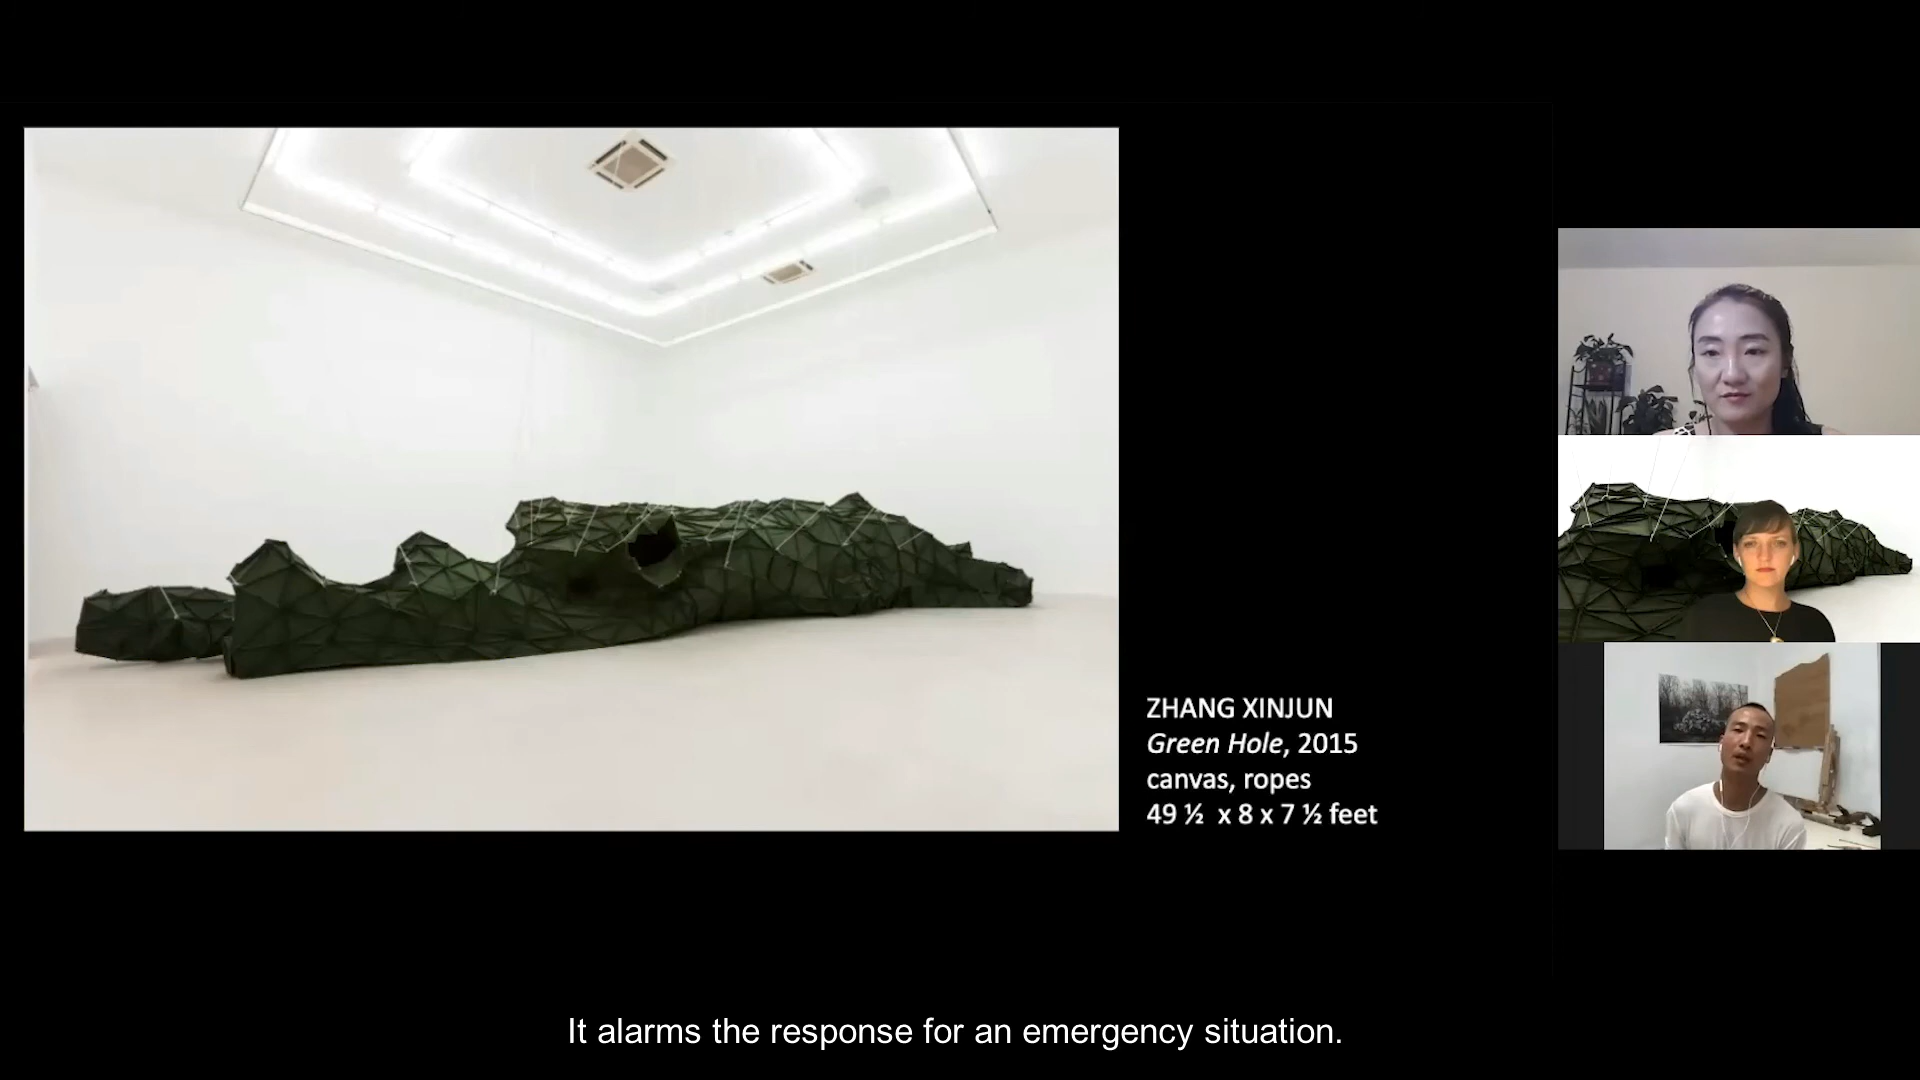 ZHANG XINJUN
Green Hole, 2015
canvas, ropes
49 ½ x 8 x 7 ½ feet
It alarms the response for an emergency situation.